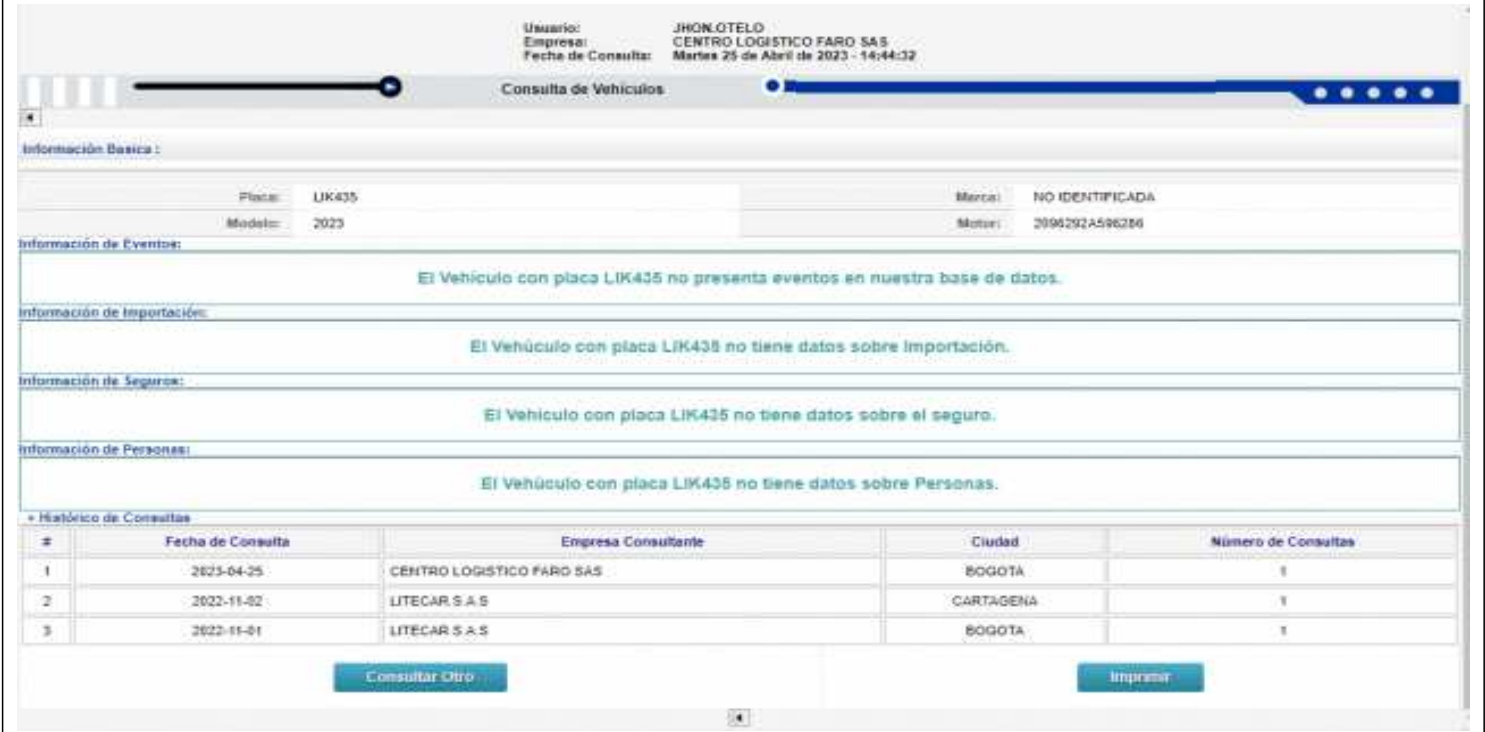 Usuario: JHON.OTELO
Empresa: CENTRO LOGISTICO FARO SAS
Fecha de Consulta: Martes 25 de Abril de 2023 - 14:44:32
Consulta de Vehiculos
Información Basica :
Placa: LIK435 Marca: NO IDENTIFICADA
Modelo: 2023 Motor: 2096292A596286
Información de Eventos:
El Vehículo con placa LIK435 no presenta eventos en nuestra base de datos.
Información de Importación:
El Vehúculo con placa LIK435 no tiene datos sobre Importación.
Información de Seguros:
El Vehículo con placa LIK435 no tiene datos sobre el seguro.
Información de Personas:
El Vehúculo con placa LIK435 no tiene datos sobre Personas.
+ Histórico de Consultas
# Fecha de Consulta Empresa Consultante Ciudad Número de Consultas
1 2023-04-25 CENTRO LOGISTICO FARO SAS BOGOTA 1
2 2022-11-02 LITECAR S A S CARTAGENA 1
3 2022-11-01 LITECAR S A S BOGOTA 1
Consultar Otro Imprimir